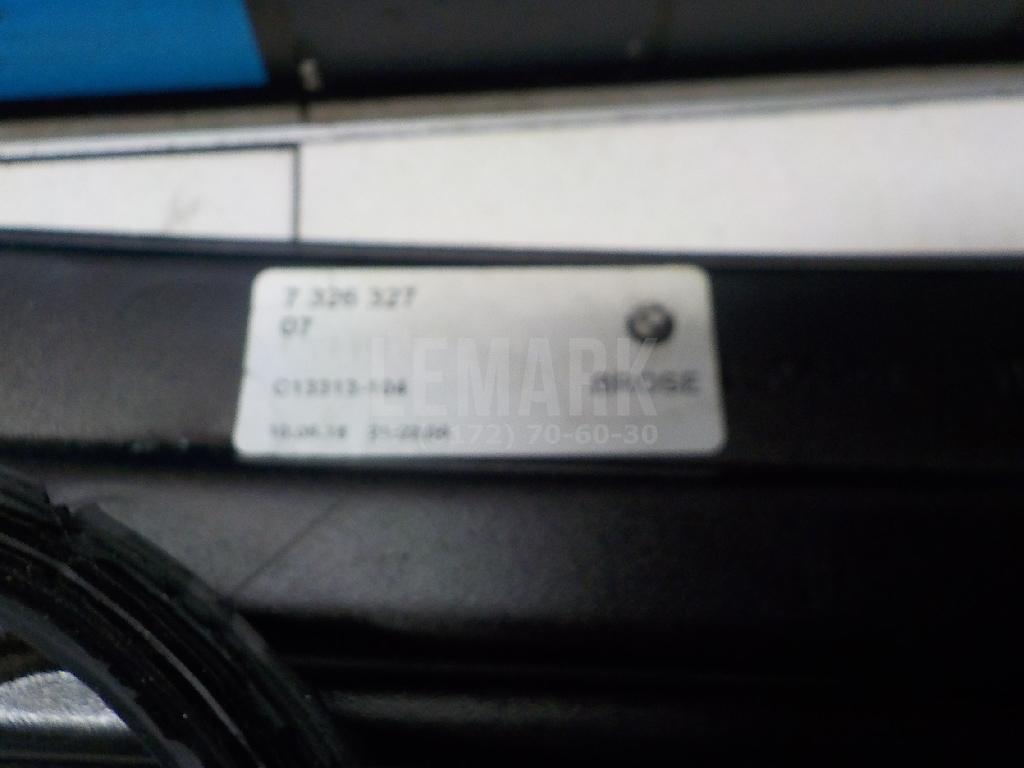 7 326 327
07
C13313-104
BROSE
LEMARK
172) 70-60-30